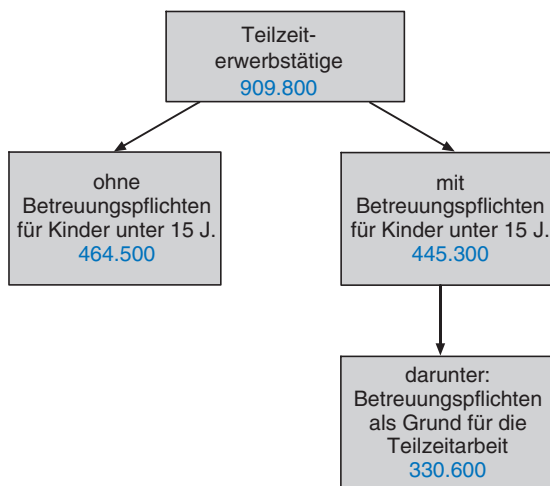 Teilzeit-
erwerbstätige
909.800
ohne
Betreuungspflichten
für Kinder unter 15 J.
464.500
mit
Betreuungspflichten
für Kinder unter 15 J.
445.300
darunter:
Betreuungspflichten
als Grund für die
Teilzeitarbeit
330.600